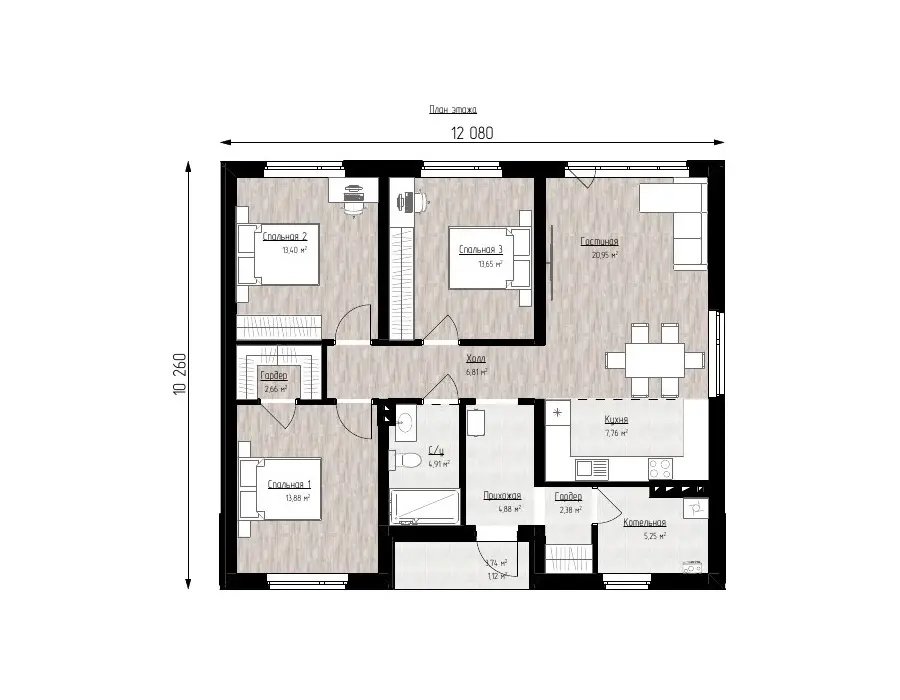 План этажа
12 080
10 260
Спальная 2
13,40 м²
Спальная 3
13,65 м²
Гостиная
20,95 м²
Холл
6,81 м²
Гардер
2,66 м²
Кухня
7,76 м²
С/у
4,91 м²
Спальная 1
13,88 м²
Прихожая
4,88 м²
Гардер
2,38 м²
Котельная
5,25 м²
3,74 м²
1,12 м²